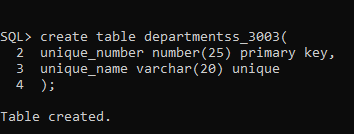 SQL> create table departmentss_3003(
2 unique_number number(25) primary key,
3 unique_name varchar(20) unique
4 );
Table created.